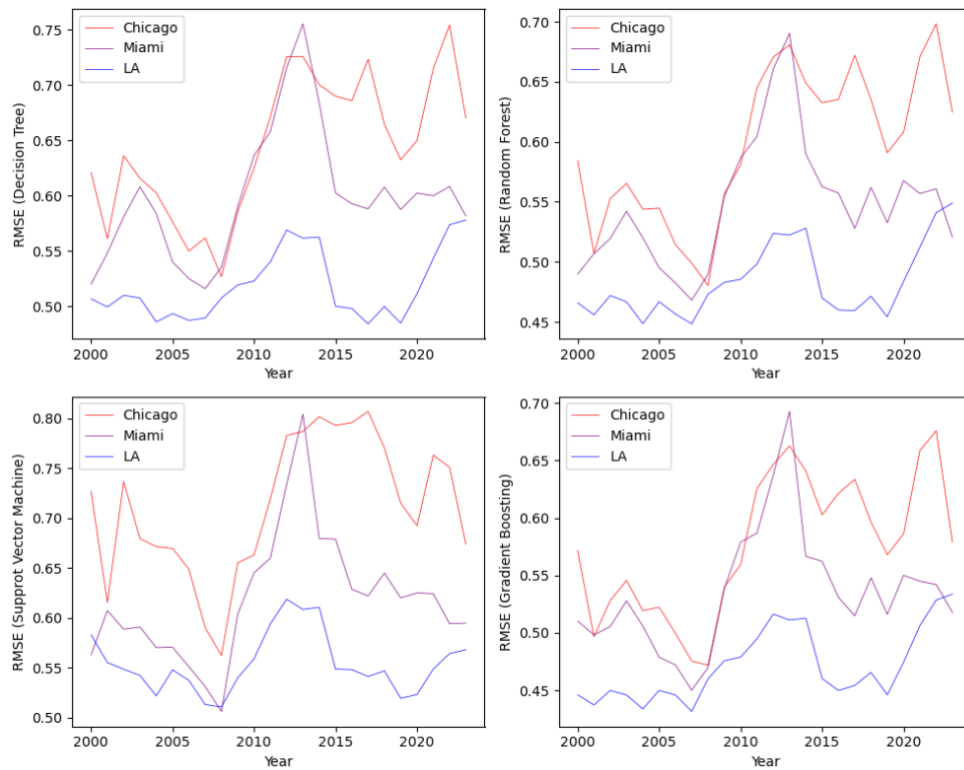 RMSE (Decision Tree)
0.75
0.70
0.65
0.60
0.55
0.50
Chicago
Miami
LA
2000 2005 2010 2015 2020
Year
RMSE (Random Forest)
0.70
0.65
0.60
0.55
0.50
0.45
Chicago
Miami
LA
2000 2005 2010 2015 2020
Year
RMSE (Supprot Vector Machine)
0.80
0.75
0.70
0.65
0.60
0.55
0.50
Chicago
Miami
LA
2000 2005 2010 2015 2020
Year
RMSE (Gradient Boosting)
0.70
0.65
0.60
0.55
0.50
0.45
Chicago
Miami
LA
2000 2005 2010 2015 2020
Year